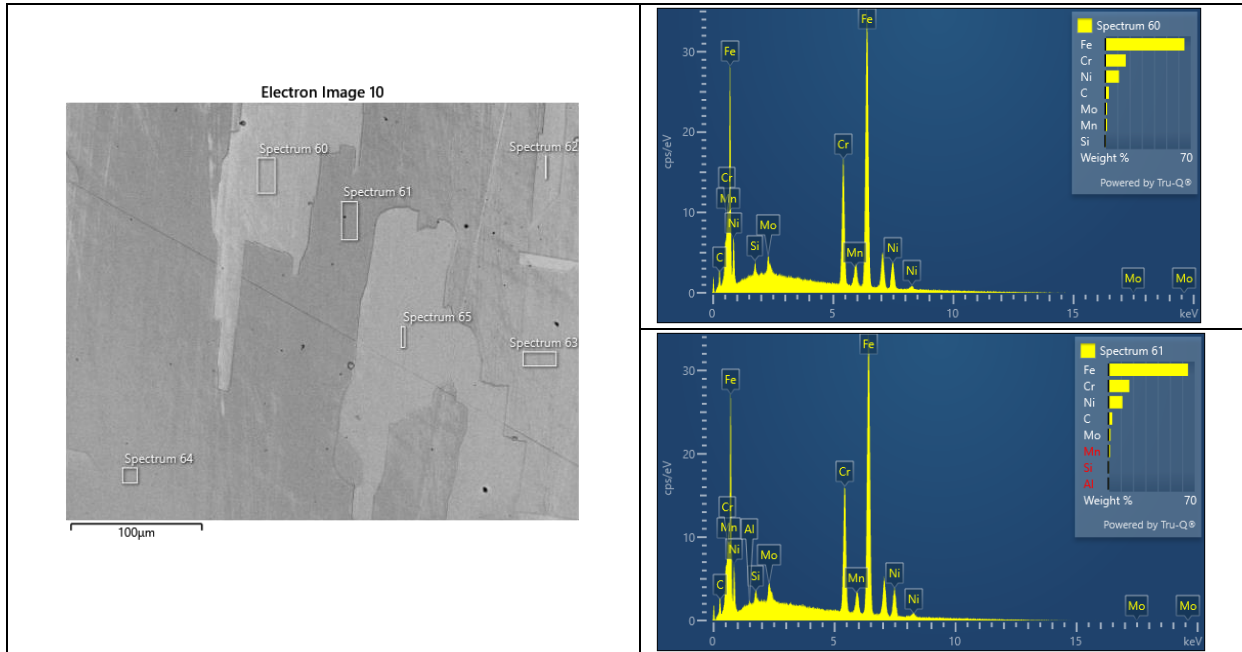 Electron Image 10
Spectrum 60
Spectrum 62
Spectrum 61
Spectrum 65
Spectrum 63
Spectrum 64
100µm
Spectrum 60
Fe
Cr
Ni
C
Mo
Mn
Si
Weight % 70
Powered by Tru-Q®
cps/eV
30
20
10
0
Fe
Cr
Mn
Ni
C
Si
Mo
Cr
Mn
Fe
Ni
Ni
Mo
Mo
0 5 10 15 keV
Spectrum 61
Fe
Cr
Ni
C
Mo
Mn
Si
Al
Weight % 70
Powered by Tru-Q®
cps/eV
30
20
10
0
Fe
Cr
Mn
Al
Ni
C
Si
Mo
Cr
Mn
Fe
Ni
Ni
Mo
Mo
0 5 10 15 keV